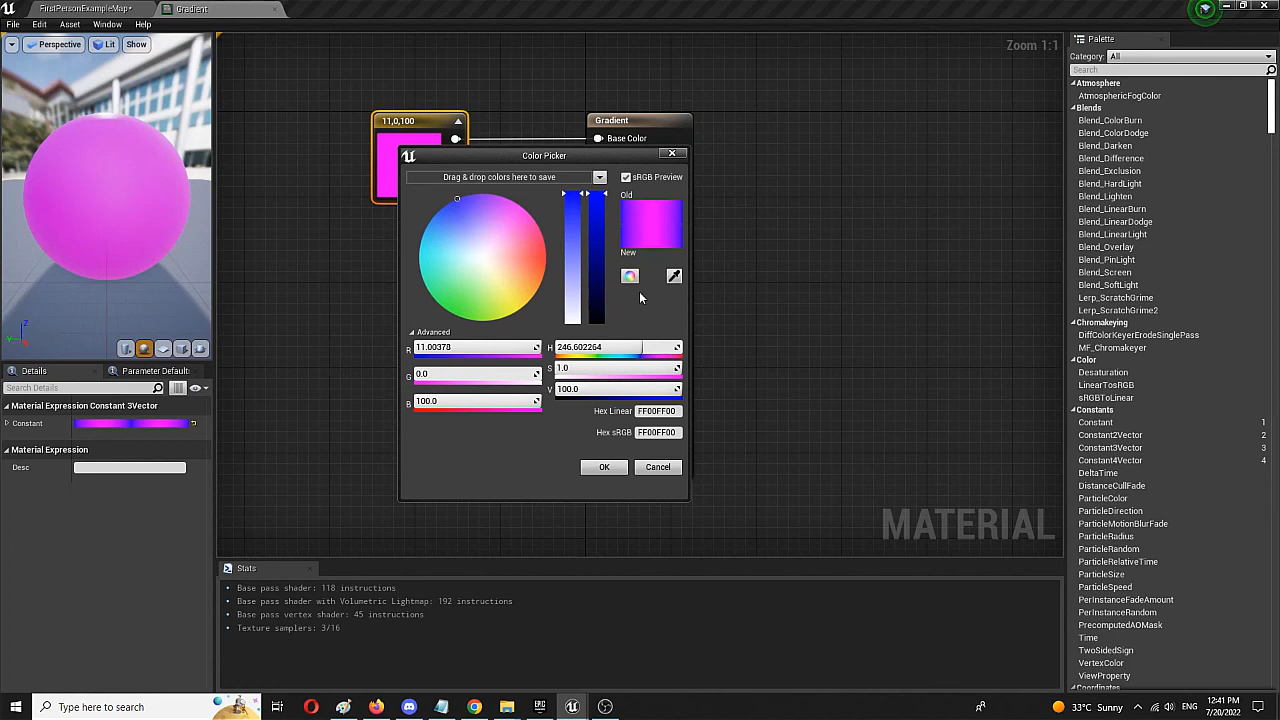 FirstPersonExampleMap*
Gradient
File Edit Asset Window Help
Perspective Lit Show
Zoom 1:1
Palette
Category: All
Search
Atmosphere
AtmosphericFogColor
Blends
Blend_ColorBurn
Blend_ColorDodge
Blend_Darken
Blend_Difference
Blend_Exclusion
Blend_HardLight
Blend_Lighten
Blend_LinearBurn
Blend_LinearDodge
Blend_LinearLight
Blend_Overlay
Blend_PinLight
Blend_Screen
Blend_SoftLight
Lerp_ScratchGrime
Lerp_ScratchGrime2
Chromakeying
DiffColorKeyerErodeSinglePass
MF_Chromakeyer
Color
Desaturation
LinearTosRGB
sRGBToLinear
Constants
Constant 1
Constant2Vector 2
Constant3Vector 3
Constant4Vector 4
DeltaTime
DistanceCullFade
ParticleColor
ParticleDirection
ParticleMotionBlurFade
ParticleRadius
ParticleRandom
ParticleRelativeTime
ParticleSize
ParticleSpeed
PerInstanceFadeAmount
PerInstanceRandom
PrecomputedAOMask
Time
TwoSidedSign
VertexColor
ViewProperty
Coordinates
11,0,100
Gradient
Base Color
Color Picker
Drag & drop colors here to save
sRGB Preview
Old
New
Advanced
R 11.00378
G 0.0
B 100.0
H 246.602264
S 1.0
V 100.0
Hex Linear FF00FF00
Hex sRGB FF00FF00
OK Cancel
MATERIAL
Z
Y
X
Details
Parameter Default
Search Details
Material Expression Constant 3Vector
Constant
Material Expression
Desc
Stats
Base pass shader: 118 instructions
Base pass shader with Volumetric Lightmap: 192 instructions
Base pass vertex shader: 45 instructions
Texture samplers: 3/16
Type here to search
EPIC
33°C Sunny
ENG
12:41 PM
7/20/2022